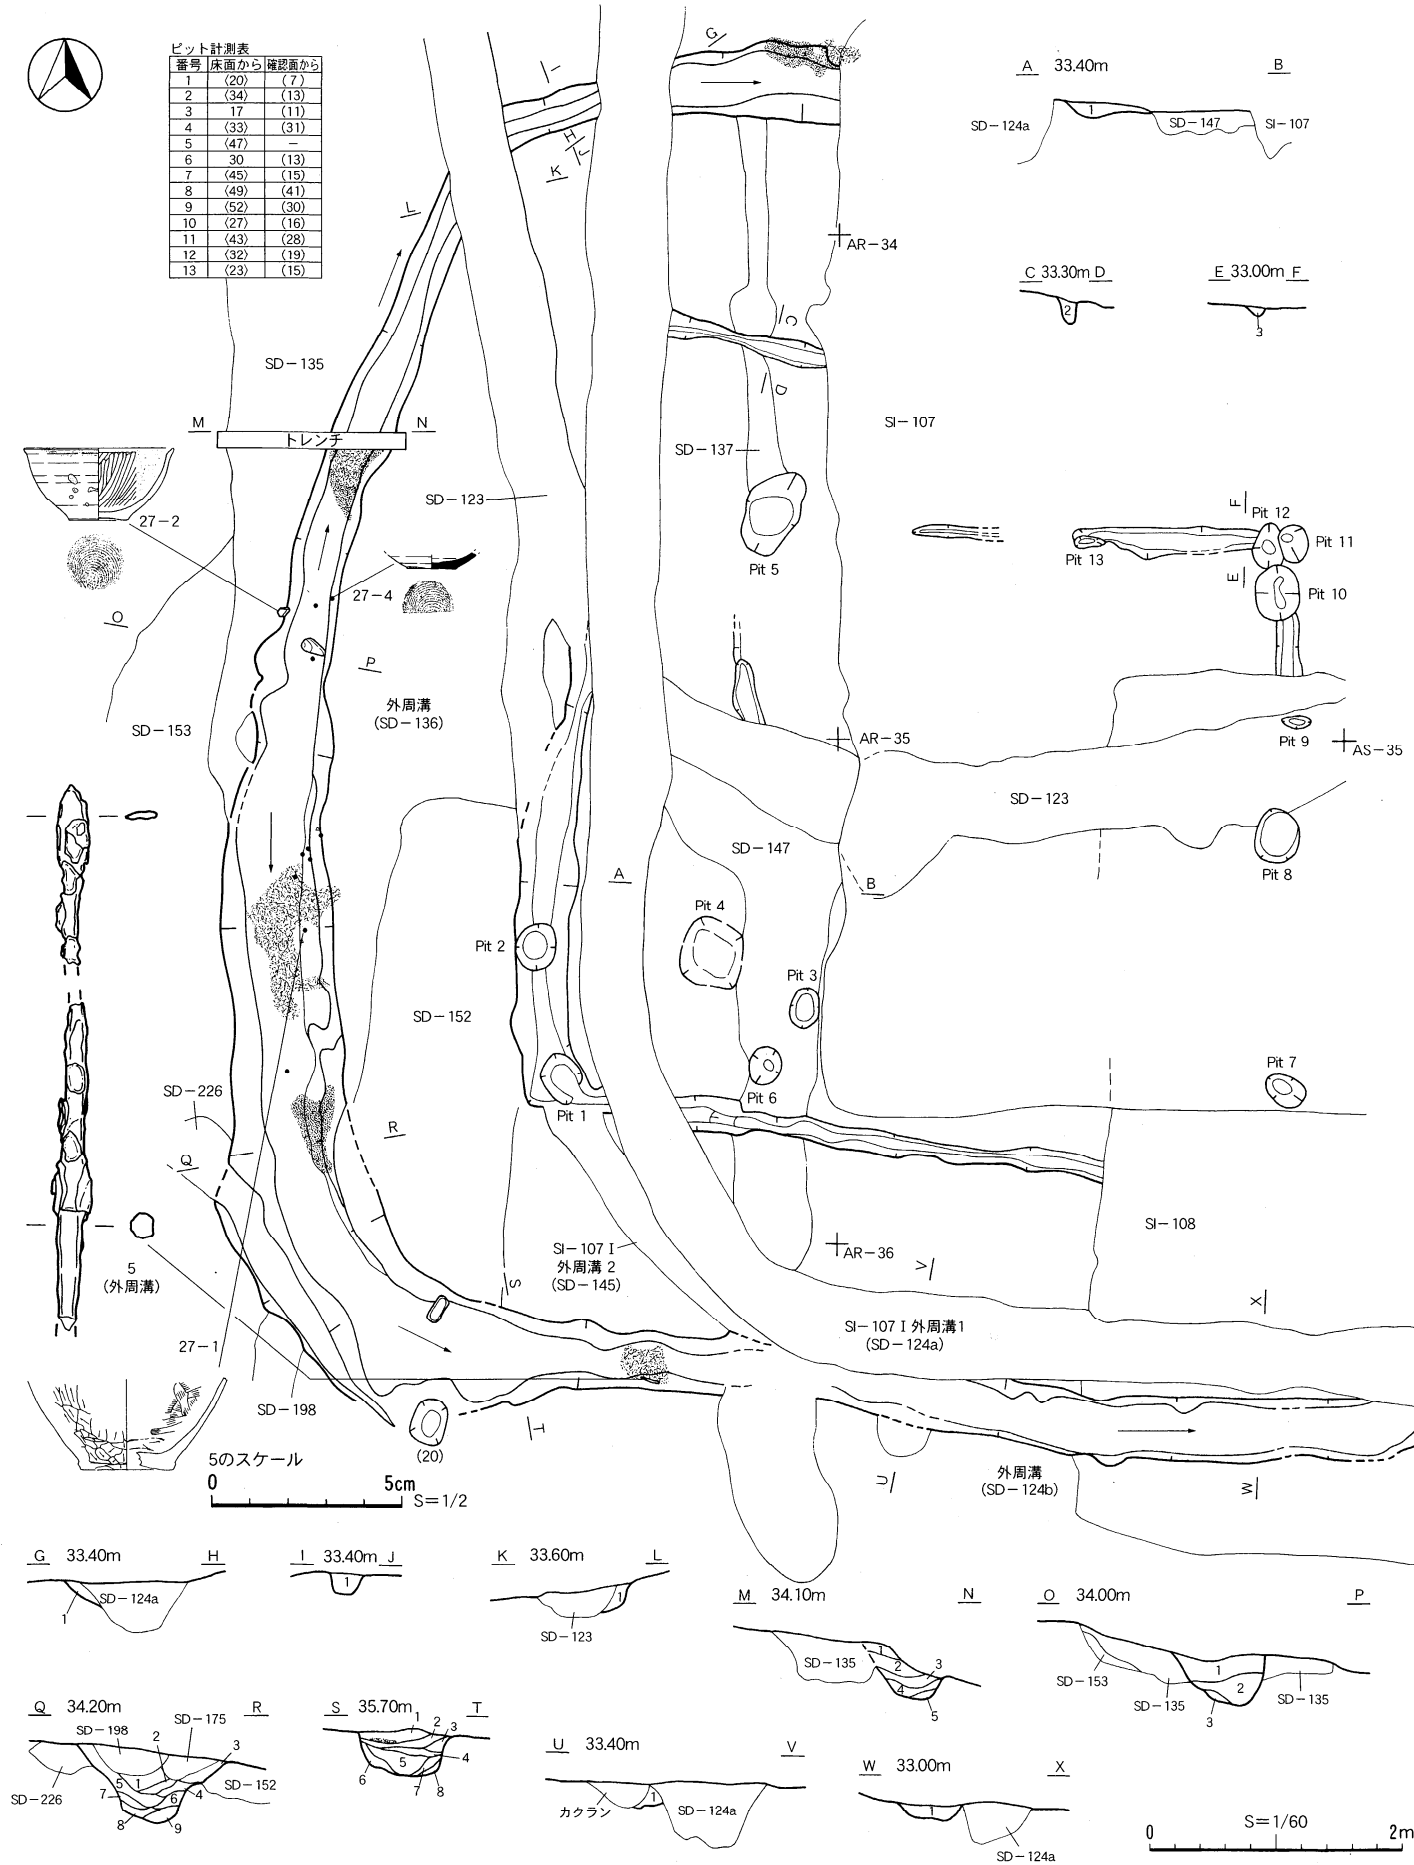 ピット計測表
番号 床面から 確認面から
1 〈20〉 (7)
2 〈34〉 (13)
3 17 (11)
4 〈33〉 (31)
5 〈47〉 −
6 30 (13)
7 〈45〉 (15)
8 〈49〉 (41)
9 〈52〉 (30)
10 〈27〉 (16)
11 〈43〉 (28)
12 〈32〉 (19)
13 〈23〉 (15)
G
I
H
J
K
L
A 33.40m B
SD−124a
1
SD−147
SI−107
AR−34
C 33.30m D
2
E 33.00m F
3
C
D
SD−135
M
N
トレンチ
SI−107
SD−137
SD−123
27−2
27−4
Pit 5
F
Pit 12
Pit 11
Pit 13
E
Pit 10
O
P
外周溝
(SD−136)
SD−153
Pit 9
AR−35
AS−35
SD−123
SD−147
A
B
Pit 8
Pit 4
Pit 2
Pit 3
SD−152
SD−226
Pit 7
Pit 1
Pit 6
R
Q
SI−108
AR−36
SI−107 I
外周溝 2
(SD−145)
S
V
X
5
(外周溝)
SI−107 I 外周溝1
(SD−124a)
27−1
SD−198
(20)
T
U
外周溝
(SD−124b)
W
5のスケール
0 5cm
S=1/2
G 33.40m H
SD−124a
1
I 33.40m J
1
K 33.60m L
1
SD−123
M 34.10m N
SD−135
1
2
3
4
5
O 34.00m P
1
2
3
SD−153
SD−135
SD−135
Q 34.20m R
SD−175
SD−198
2
3
5
1
7
6
4
SD−152
SD−226
8
9
S 35.70m T
1
2
3
4
5
6
7
8
U 33.40m V
カクラン
1
SD−124a
W 33.00m X
1
SD−124a
S=1/60
0 2m